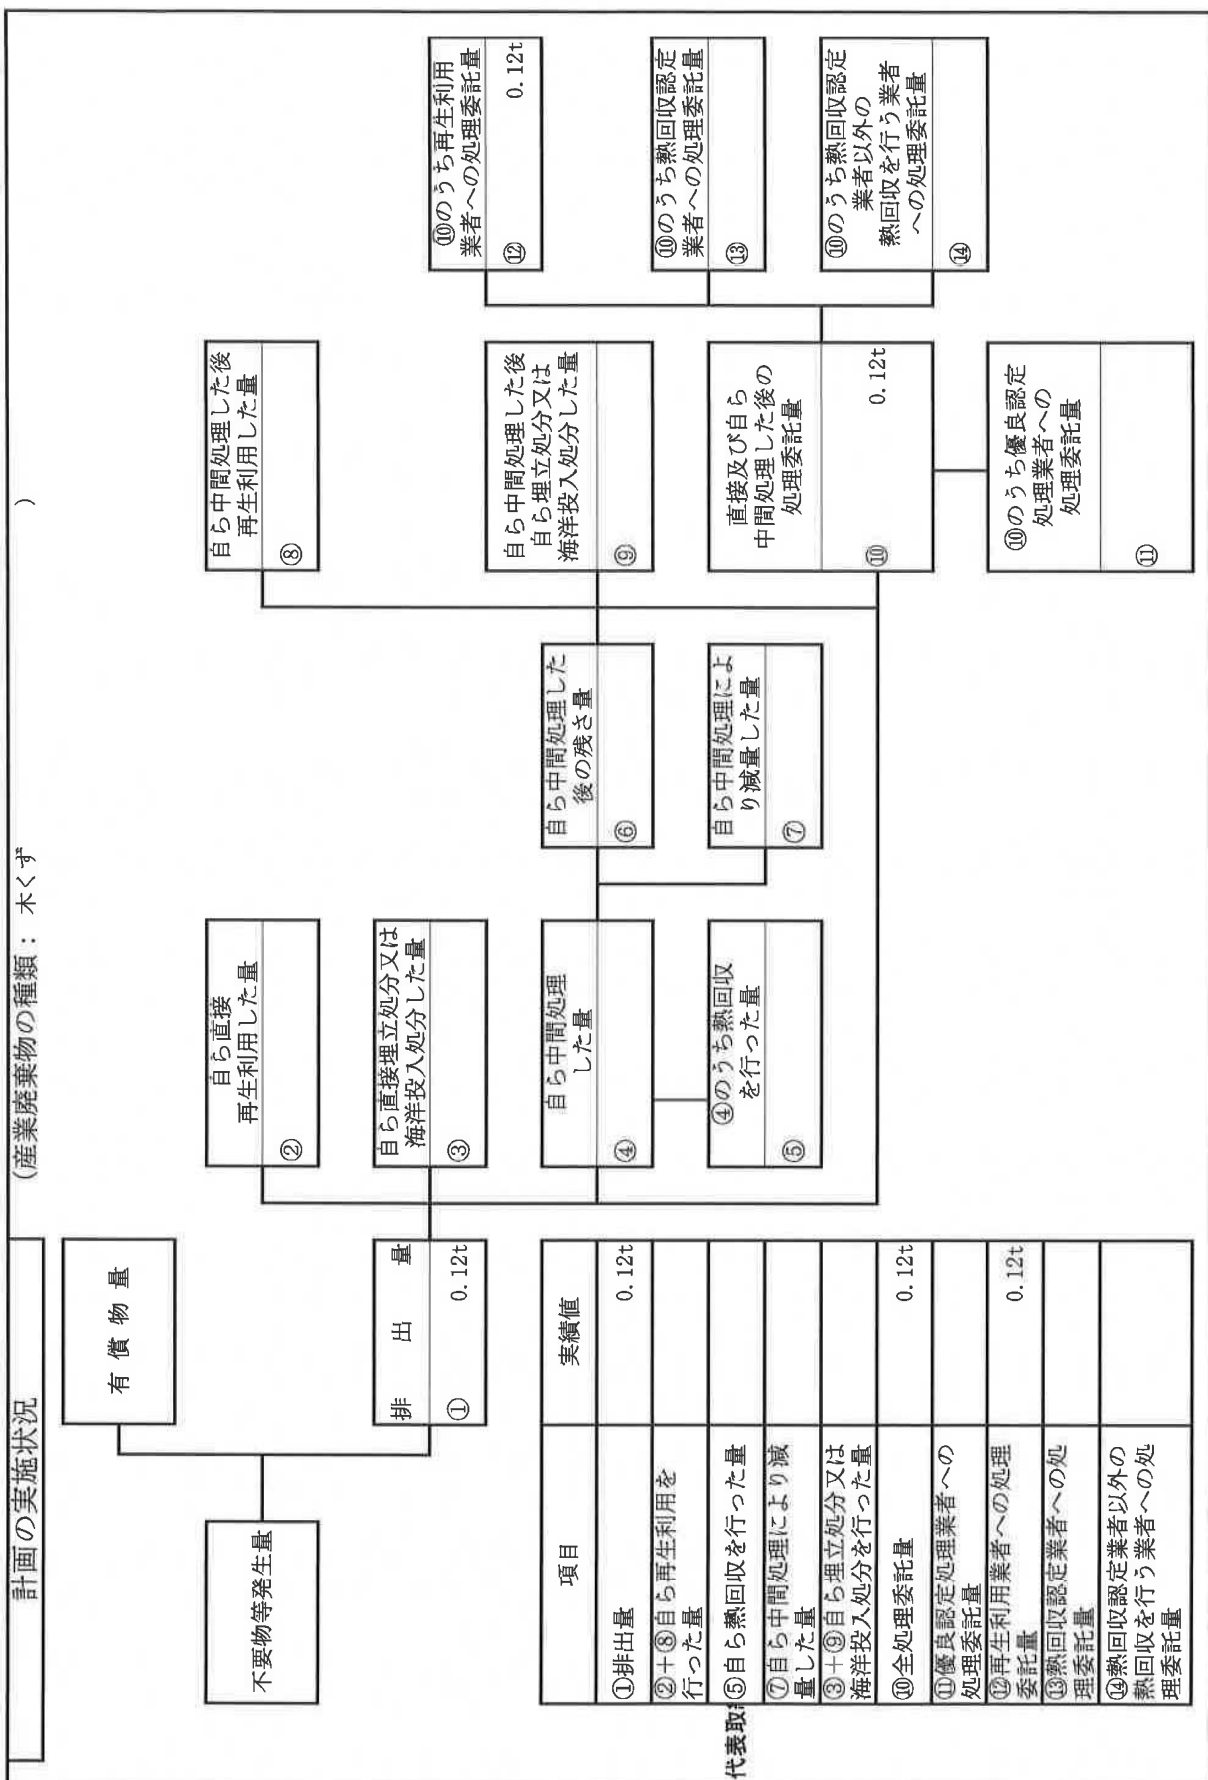 計画の実施状況
(産業廃棄物の種類： 木くず )
不要物等発生量
有 償 物 量
排 出 量
① 0.12t
自ら直接
再生利用した量
②
自ら直接埋立処分又は
海洋投入処分した量
③
自ら中間処理
した量
④
④のうち熱回収
を行った量
⑤
自ら中間処理した
後の残さ量
⑥
自ら中間処理によ
り減量した量
⑦
自ら中間処理した後
再生利用した量
⑧
自ら中間処理した後
自ら埋立処分又は
海洋投入処分した量
⑨
直接及び自ら
中間処理した後の
処理委託量
⑩ 0.12t
⑩のうち優良認定
処理業者への
処理委託量
⑪
⑩のうち再生利用
業者への処理委託量
⑫ 0.12t
⑩のうち熱回収認定
業者への処理委託量
⑬
⑩のうち熱回収認定
業者以外の
熱回収を行う業者
への処理委託量
⑭
項目 実績値
①排出量 0.12t
②＋⑧自ら再生利用を
行った量
⑤自ら熱回収を行った量
⑦自ら中間処理により減
量した量
③＋⑨自ら埋立処分又は
海洋投入処分を行った量
⑩全処理委託量 0.12t
⑪優良認定処理業者への
処理委託量
⑫再生利用業者への処理
委託量 0.12t
⑬熱回収認定業者への処
理委託量
⑭熱回収認定業者以外の
熱回収を行う業者への処
理委託量
代表取